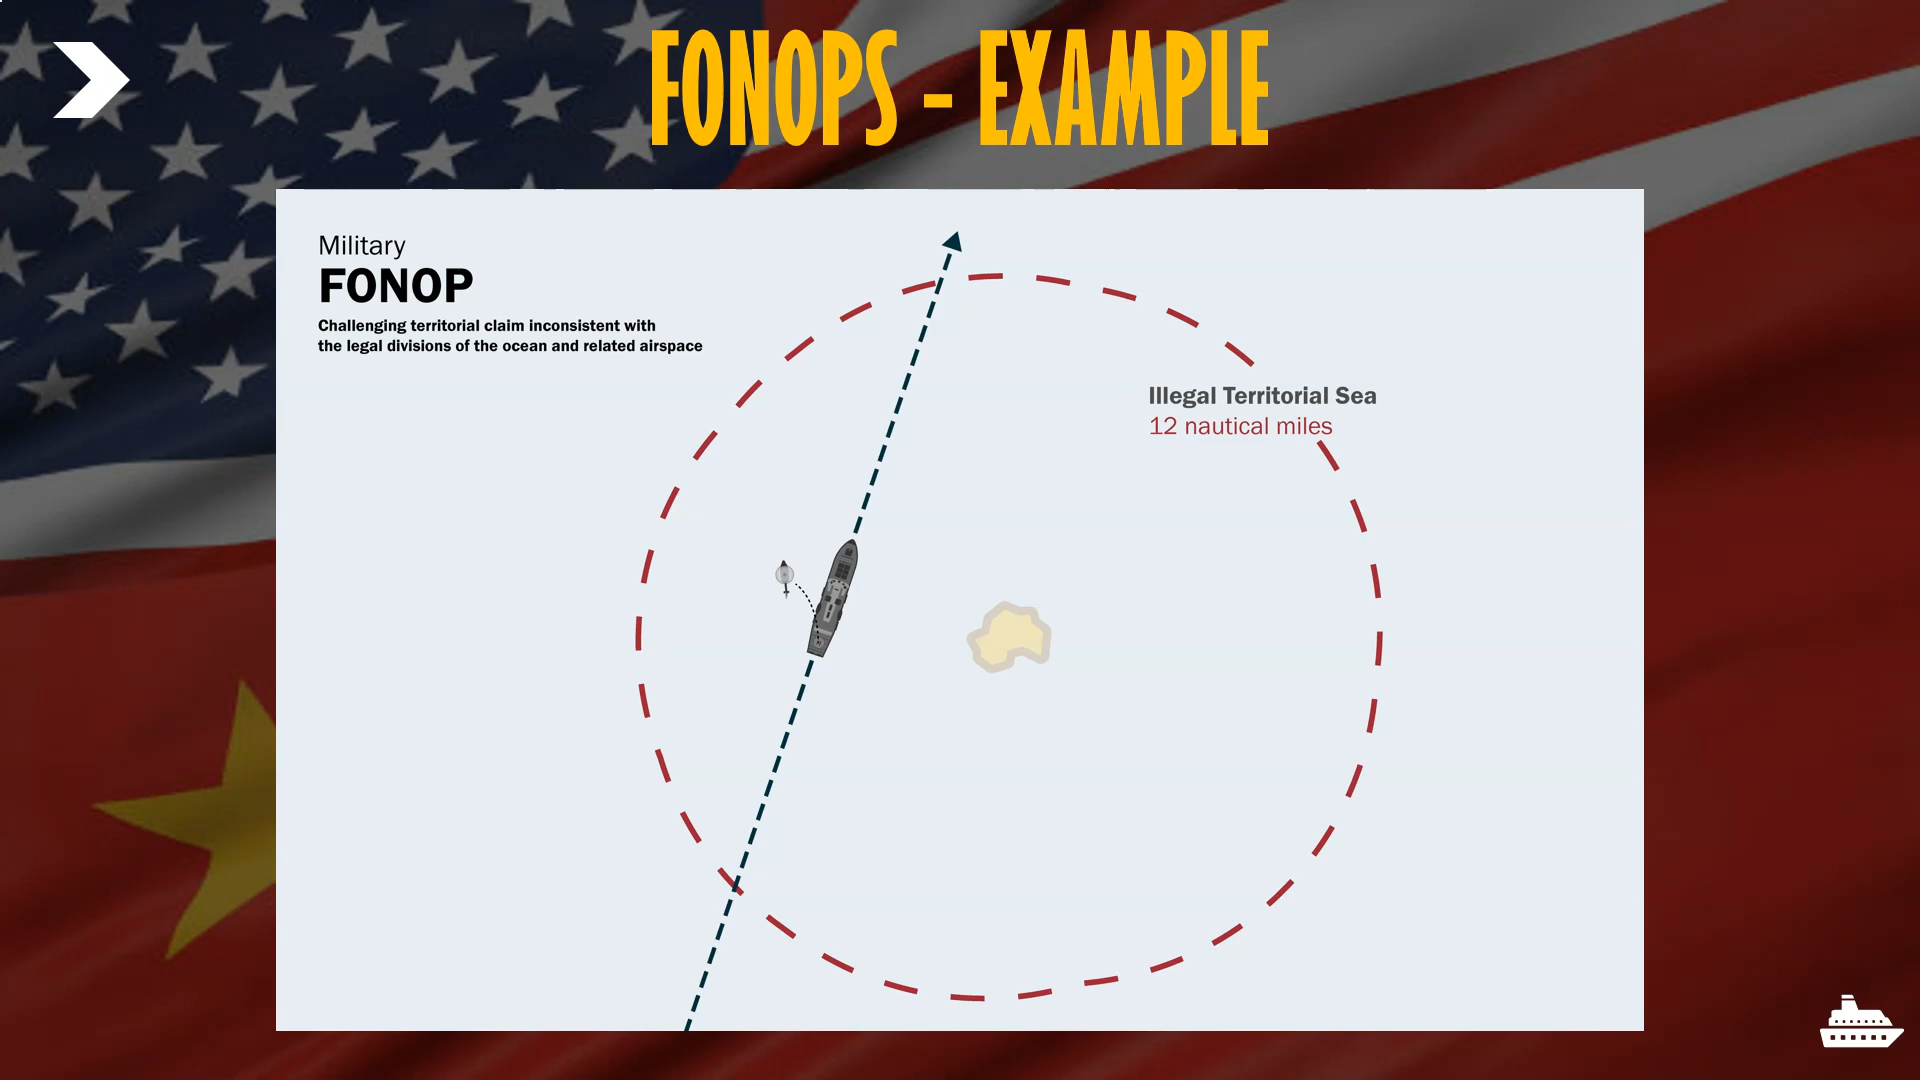 FONOPS - EXAMPLE
Military
FONOP
Challenging territorial claim inconsistent with
the legal divisions of the ocean and related airspace
Illegal Territorial Sea
12 nautical miles